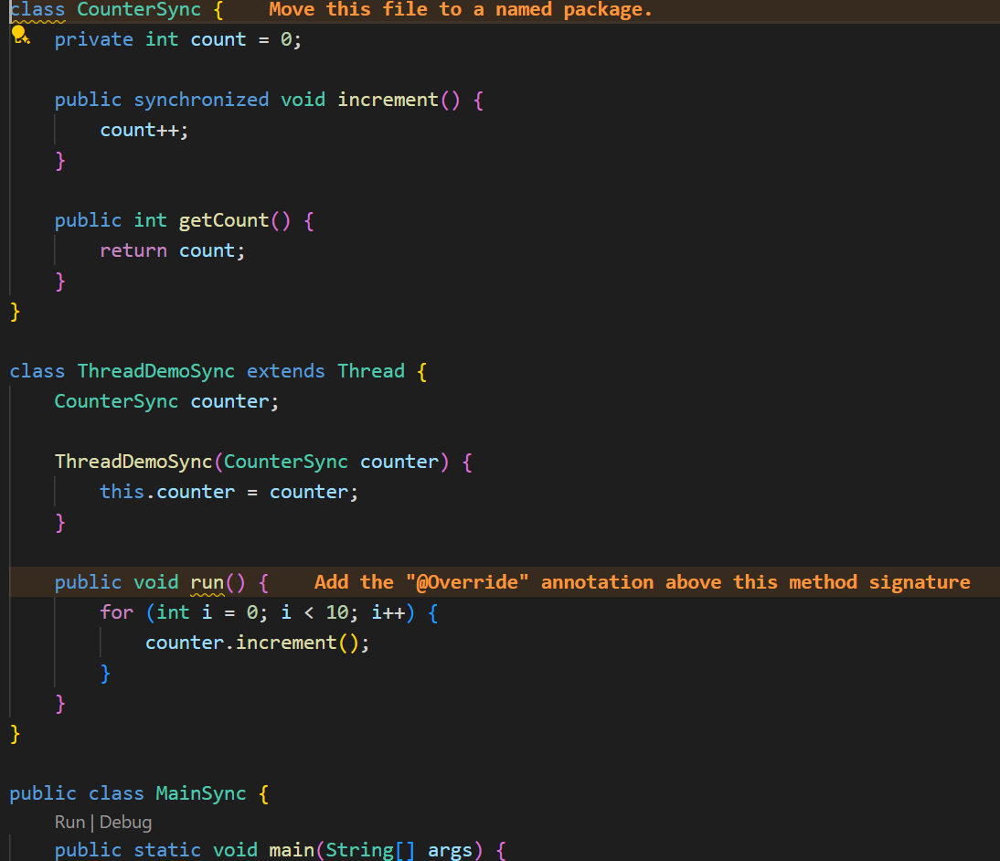 class CounterSync {    Move this file to a named package.
    private int count = 0;
    public synchronized void increment() {
        count++;
    }
    public int getCount() {
        return count;
    }
}
class ThreadDemoSync extends Thread {
    CounterSync counter;
    ThreadDemoSync(CounterSync counter) {
        this.counter = counter;
    }
    public void run() {    Add the "@Override" annotation above this method signature
        for (int i = 0; i < 10; i++) {
            counter.increment();
        }
    }
}
public class MainSync {
    Run | Debug
    public static void main(String[] args) {